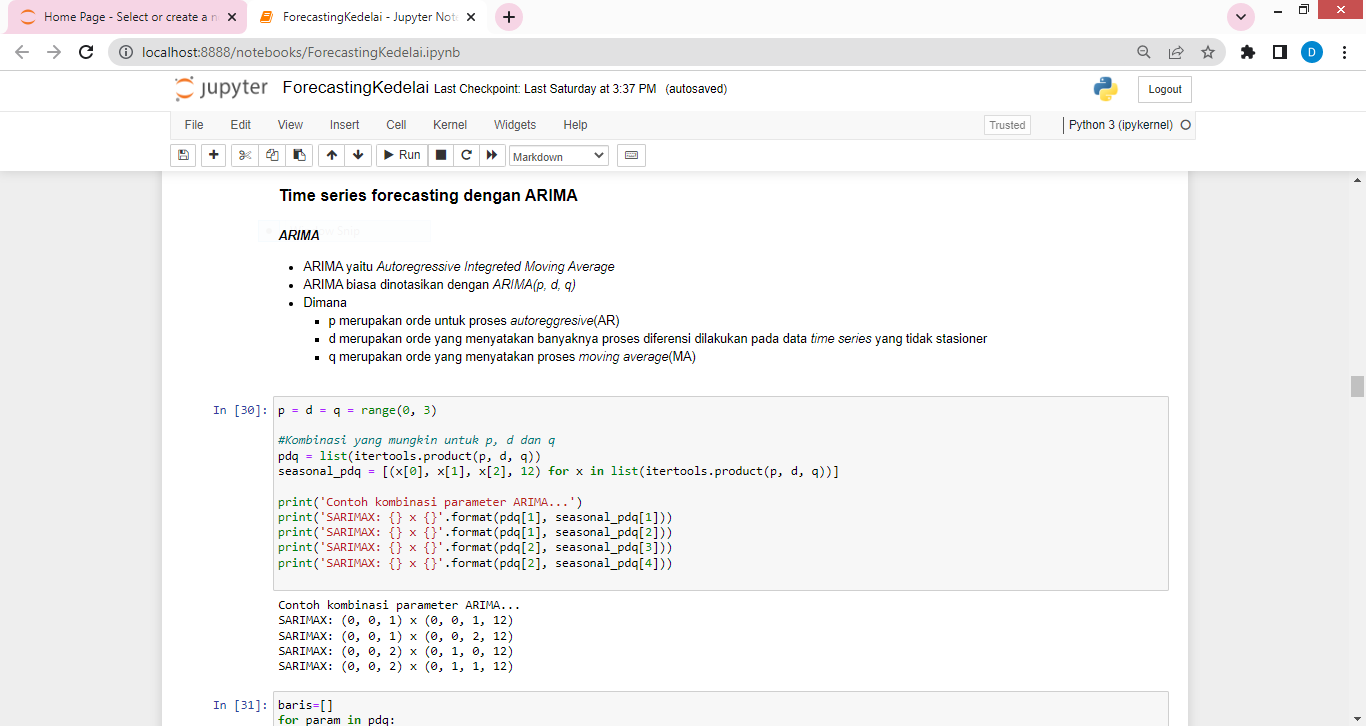 Home Page - Select or create a n
ForecastingKedelai - Jupyter Not
localhost:8888/notebooks/ForecastingKedelai.ipynb
D
jupyter ForecastingKedelai Last Checkpoint: Last Saturday at 3:37 PM (autosaved)
Logout
File Edit View Insert Cell Kernel Widgets Help
Trusted
Python 3 (ipykernel)
Run
Markdown
Time series forecasting dengan ARIMA
ARIMA
ARIMA yaitu Autoregressive Integreted Moving Average
ARIMA biasa dinotasikan dengan ARIMA(p, d, q)
Dimana
p merupakan orde untuk proses autoreggresive(AR)
d merupakan orde yang menyatakan banyaknya proses diferensi dilakukan pada data time series yang tidak stasioner
q merupakan orde yang menyatakan proses moving average(MA)
In [30]: p = d = q = range(0, 3)
#Kombinasi yang mungkin untuk p, d dan q
pdq = list(itertools.product(p, d, q))
seasonal_pdq = [(x[0], x[1], x[2], 12) for x in list(itertools.product(p, d, q))]
print('Contoh kombinasi parameter ARIMA...')
print('SARIMAX: {} x {}'.format(pdq[1], seasonal_pdq[1]))
print('SARIMAX: {} x {}'.format(pdq[1], seasonal_pdq[2]))
print('SARIMAX: {} x {}'.format(pdq[2], seasonal_pdq[3]))
print('SARIMAX: {} x {}'.format(pdq[2], seasonal_pdq[4]))
Contoh kombinasi parameter ARIMA...
SARIMAX: (0, 0, 1) x (0, 0, 1, 12)
SARIMAX: (0, 0, 1) x (0, 0, 2, 12)
SARIMAX: (0, 0, 2) x (0, 1, 0, 12)
SARIMAX: (0, 0, 2) x (0, 1, 1, 12)
In [31]: baris=[]
for param in pdq: